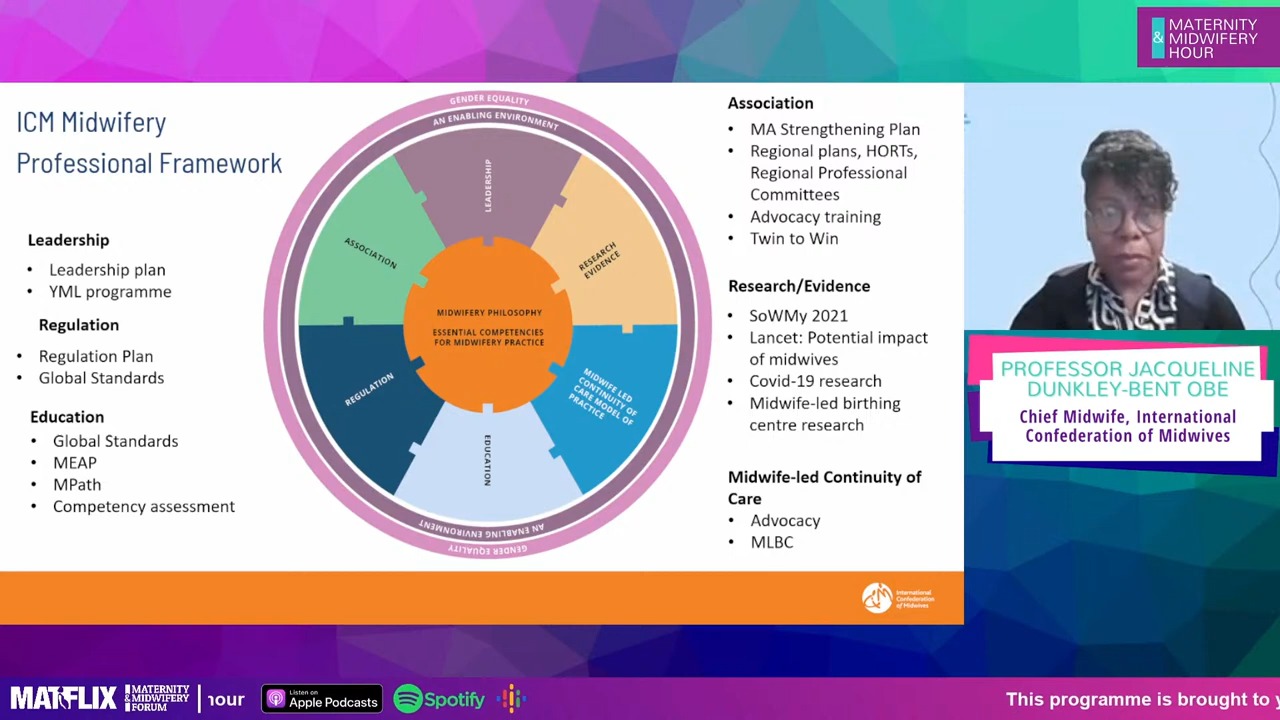 MATERNITY
& MIDWIFERY
HOUR
ICM Midwifery
Professional Framework
Leadership
• Leadership plan
• YML programme
Regulation
• Regulation Plan
• Global Standards
Education
• Global Standards
• MEAP
• MPath
• Competency assessment
GENDER EQUALITY
AN ENABLING ENVIRONMENT
LEADERSHIP
ASSOCIATION
RESEARCH
EVIDENCE
MIDWIFERY PHILOSOPHY
ESSENTIAL COMPETENCIES
FOR MIDWIFERY PRACTICE
REGULATION
MIDWIFE LED
CONTINUITY OF
CARE MODEL OF
PRACTICE
EDUCATION
AN ENABLING ENVIRONMENT
GENDER EQUALITY
Association
• MA Strengthening Plan
• Regional plans, HORTs,
Regional Professional
Committees
• Advocacy training
• Twin to Win
Research/Evidence
• SoWMy 2021
• Lancet: Potential impact
of midwives
• Covid-19 research
• Midwife-led birthing
centre research
Midwife-led Continuity of
Care
• Advocacy
• MLBC
International
Confederation
of Midwives
PROFESSOR JACQUELINE
DUNKLEY-BENT OBE
Chief Midwife, International
Confederation of Midwives
MATFLIX
MATERNITY
& MIDWIFERY
FORUM
hour
Listen on
Apple Podcasts
Spotify
This programme is brought to y